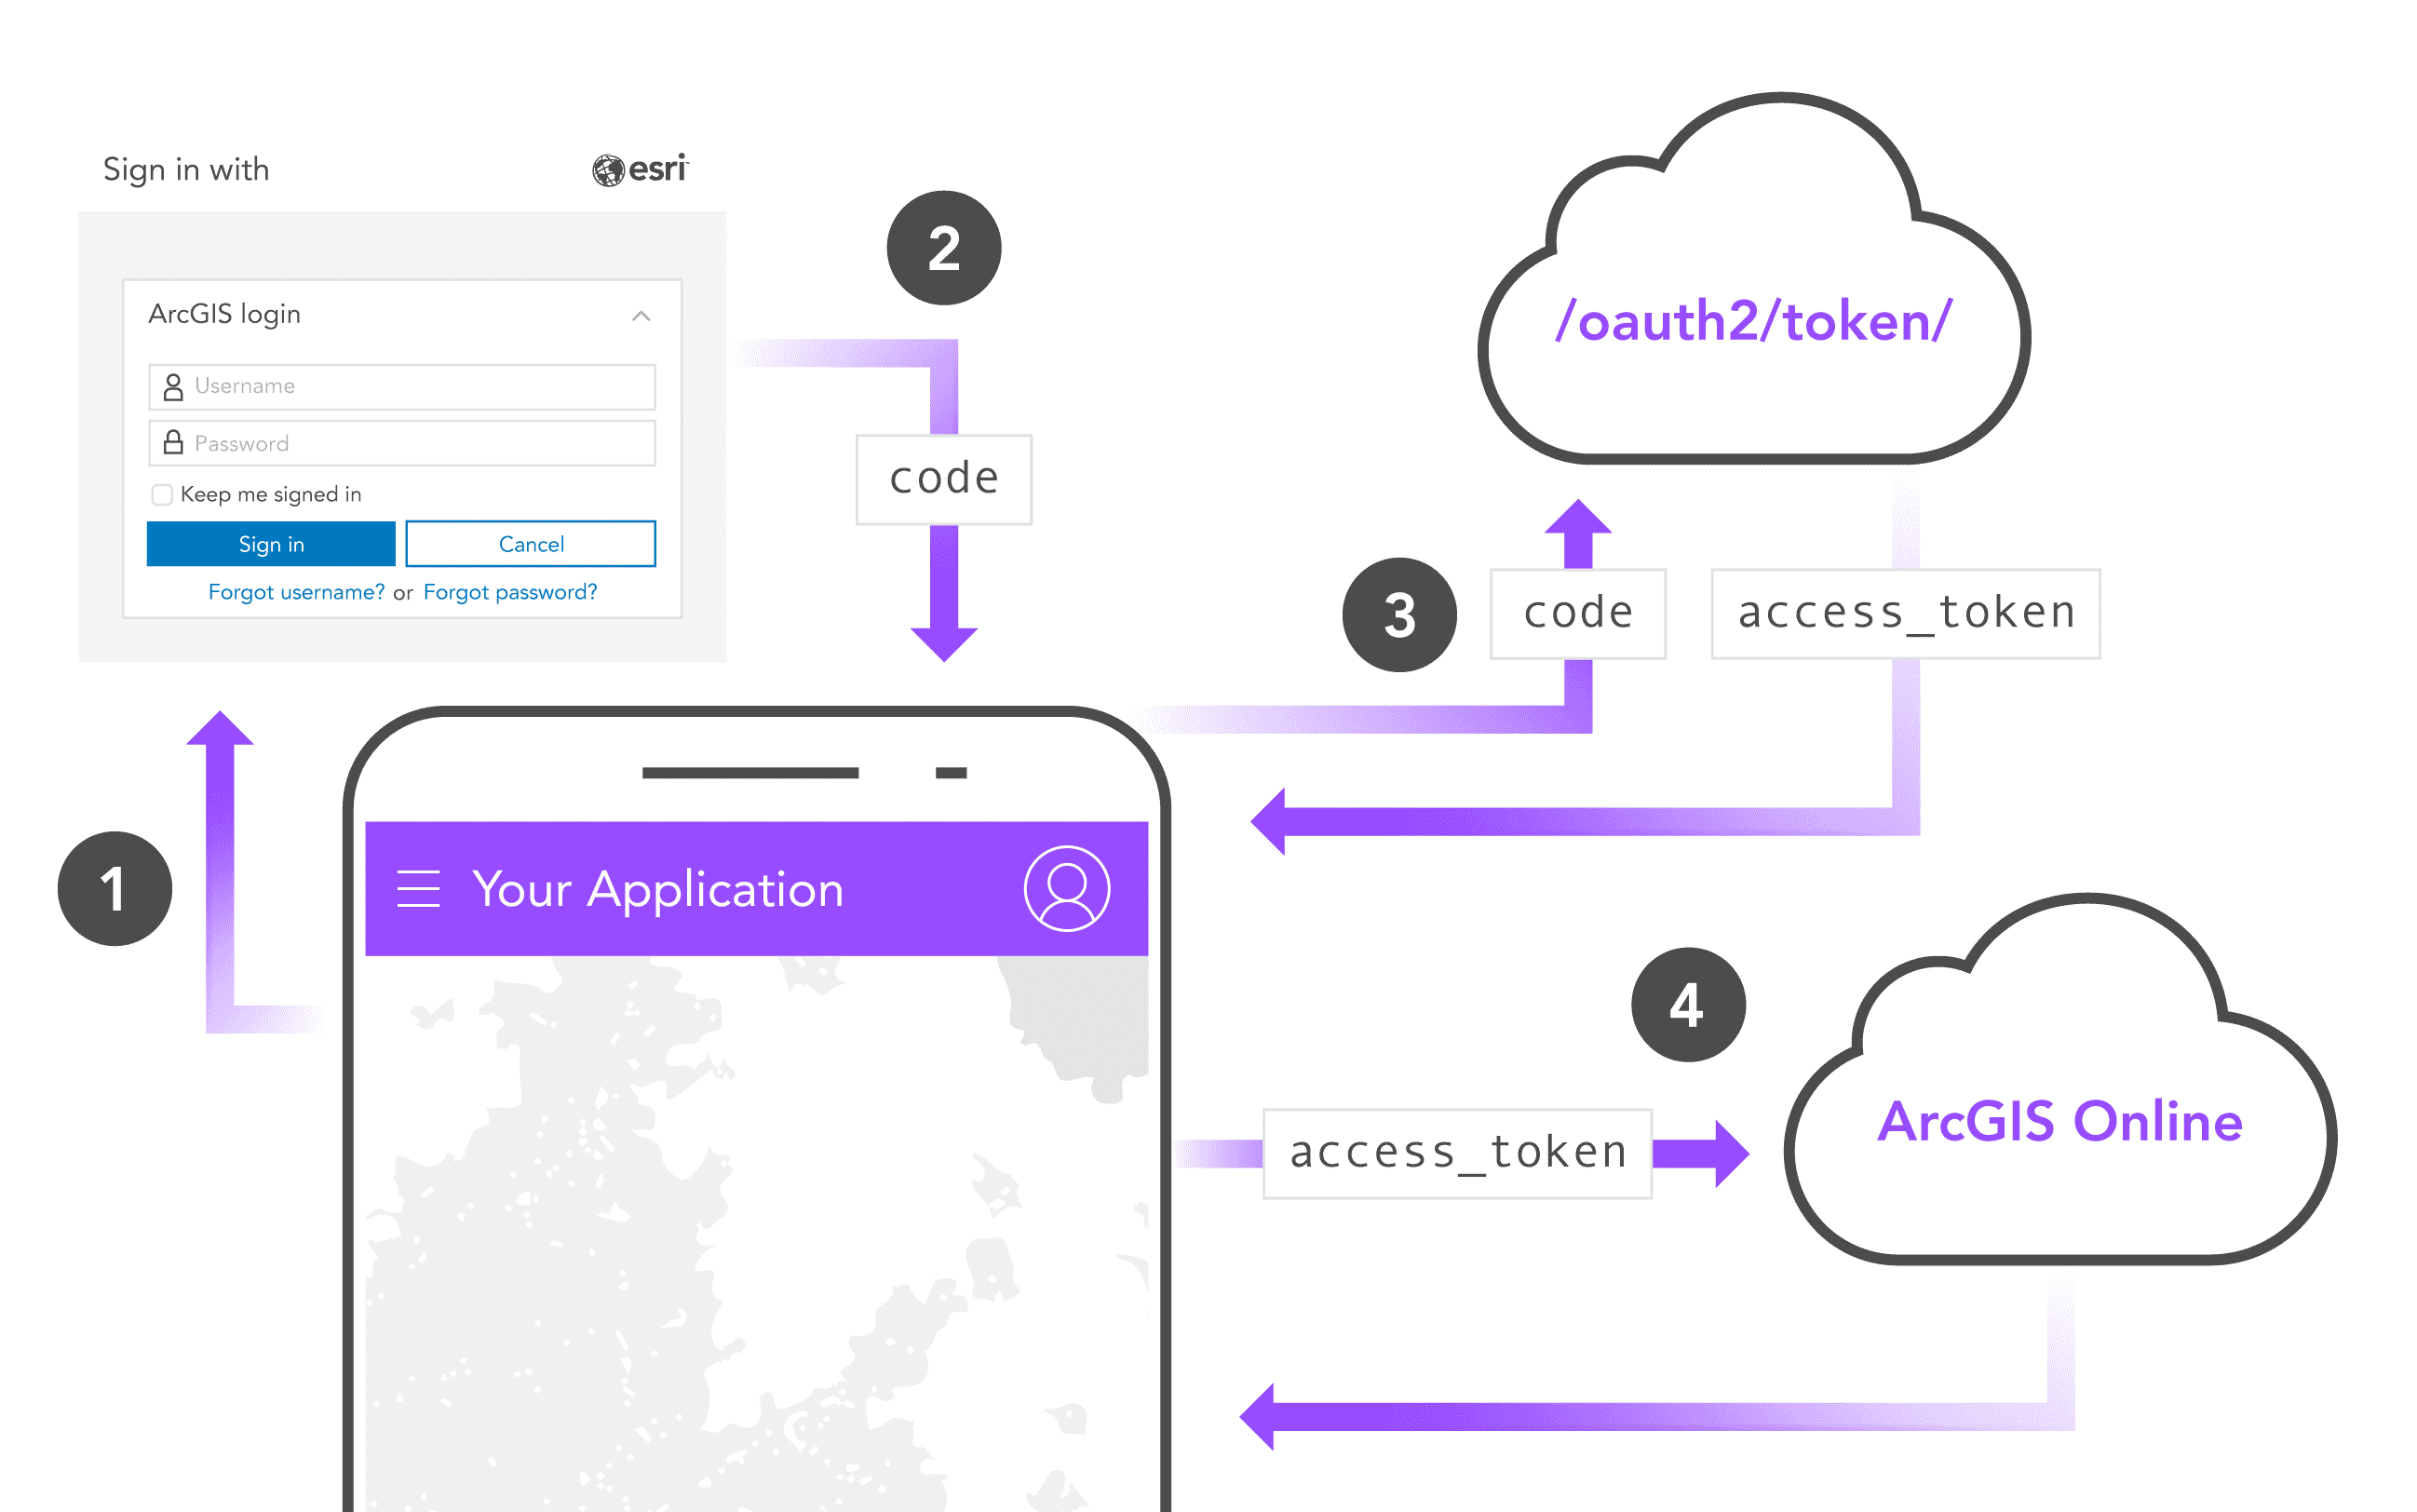 Sign in with
esri
ArcGIS login
Username
Password
Keep me signed in
Sign in
Cancel
Forgot username? or Forgot password?
1
2
code
3
code
/oauth2/token/
access_token
Your Application
4
access_token
ArcGIS Online